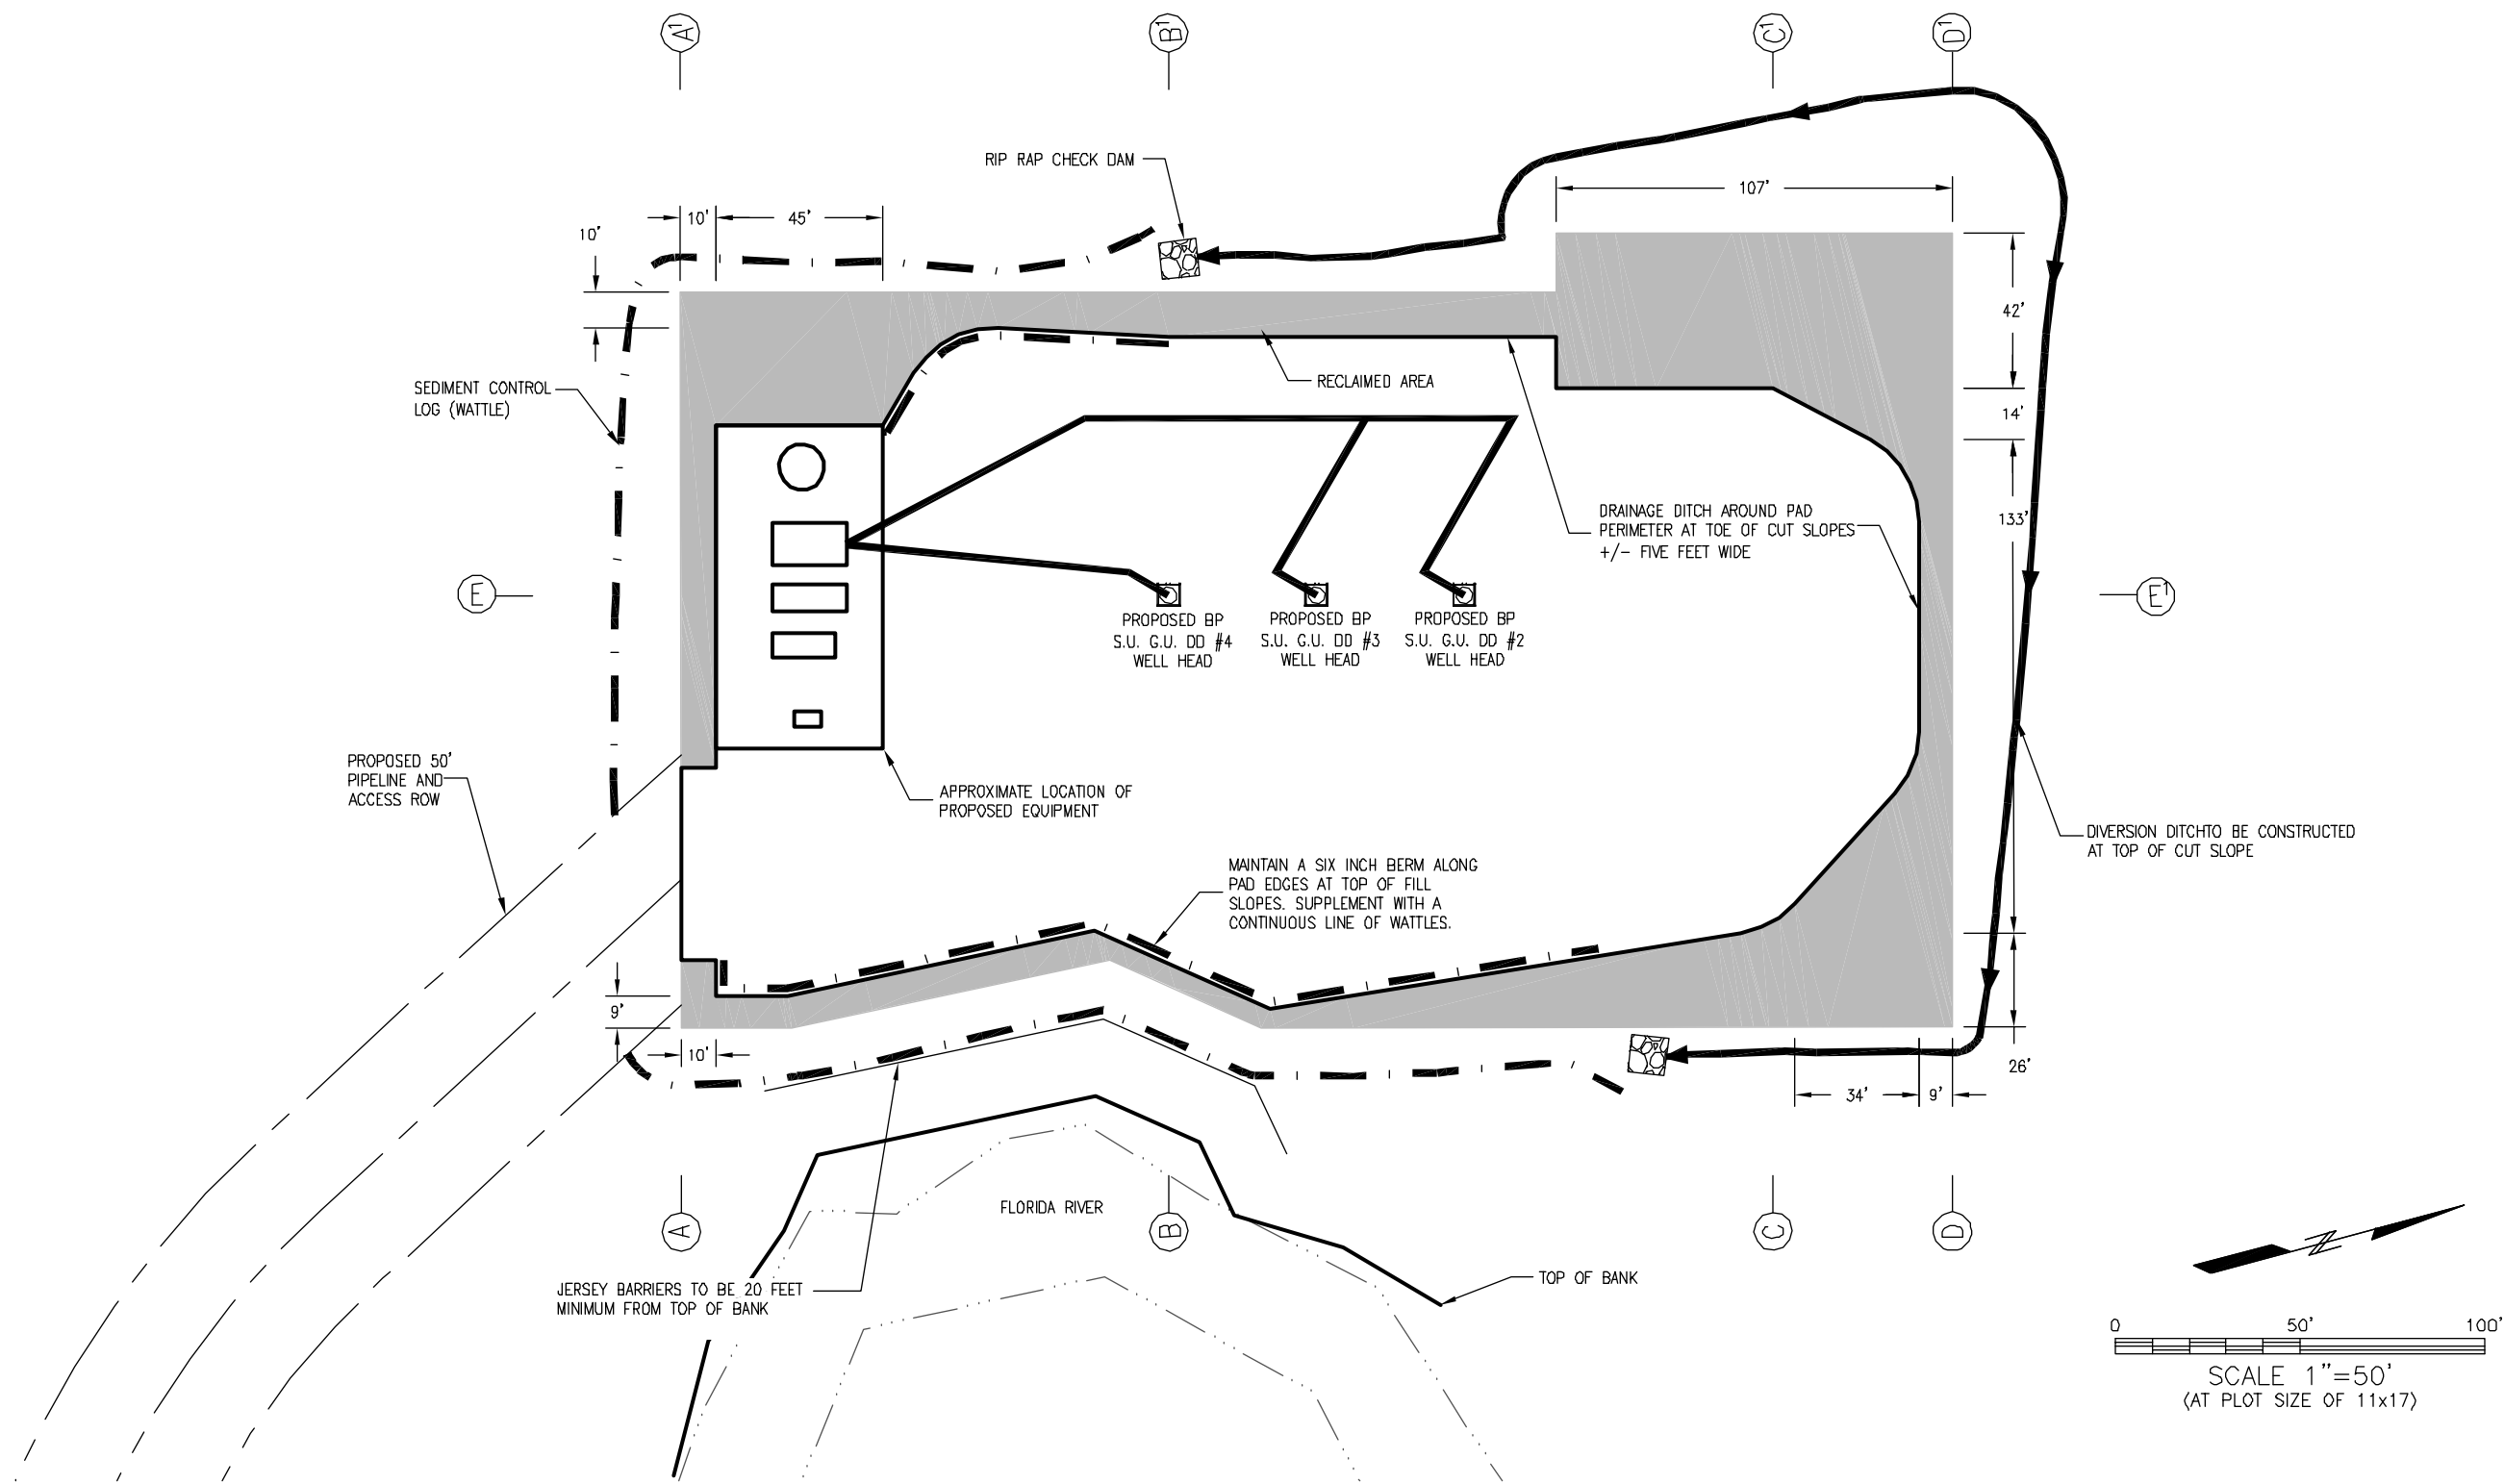 A1
B1
C1
D1
RIP RAP CHECK DAM
107'
10'
45'
10'
42'
SEDIMENT CONTROL
LOG (WATTLE)
RECLAIMED AREA
14'
DRAINAGE DITCH AROUND PAD
PERIMETER AT TOE OF CUT SLOPES
+/- FIVE FEET WIDE
133'
E
E1
PROPOSED BP
S.U. G.U. DD #4
WELL HEAD
PROPOSED BP
S.U. G.U. DD #3
WELL HEAD
PROPOSED BP
S.U. G.U. DD #2
WELL HEAD
PROPOSED 50'
PIPELINE AND
ACCESS ROW
APPROXIMATE LOCATION OF
PROPOSED EQUIPMENT
DIVERSION DITCHTO BE CONSTRUCTED
AT TOP OF CUT SLOPE
MAINTAIN A SIX INCH BERM ALONG
PAD EDGES AT TOP OF FILL
SLOPES. SUPPLEMENT WITH A
CONTINUOUS LINE OF WATTLES.
9'
10'
26'
34'
9'
FLORIDA RIVER
A
B
C
D
JERSEY BARRIERS TO BE 20 FEET
MINIMUM FROM TOP OF BANK
TOP OF BANK
N
0
50'
100'
SCALE 1"=50'
(AT PLOT SIZE OF 11x17)